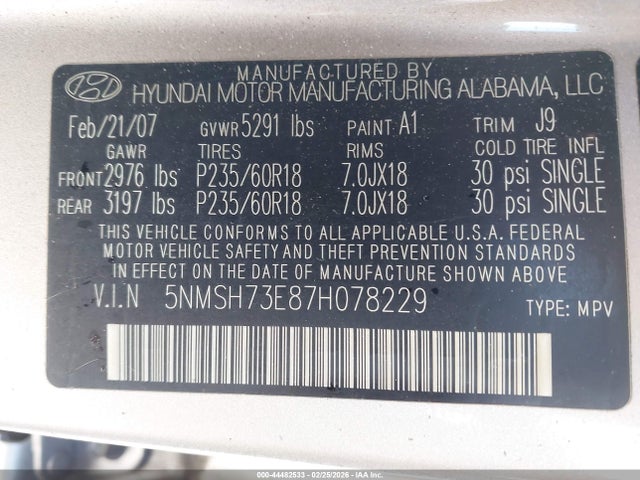 MANUFACTURED BY
HYUNDAI MOTOR MANUFACTURING ALABAMA, LLC
Feb/21/07 GVWR 5291 lbs PAINT A1 TRIM J9
GAWR TIRES RIMS COLD TIRE INFL
FRONT 2976 lbs P235/60R18 7.0JX18 30 psi SINGLE
REAR 3197 lbs P235/60R18 7.0JX18 30 psi SINGLE
THIS VEHICLE CONFORMS TO ALL APPLICABLE U.S.A. FEDERAL
MOTOR VEHICLE SAFETY AND THEFT PREVENTION STANDARDS
IN EFFECT ON THE DATE OF MANUFACTURE SHOWN ABOVE
V.I.N 5NMSH73E87H078229 TYPE: MPV
000-44482533 - 02/25/2026 - IAAI.COM